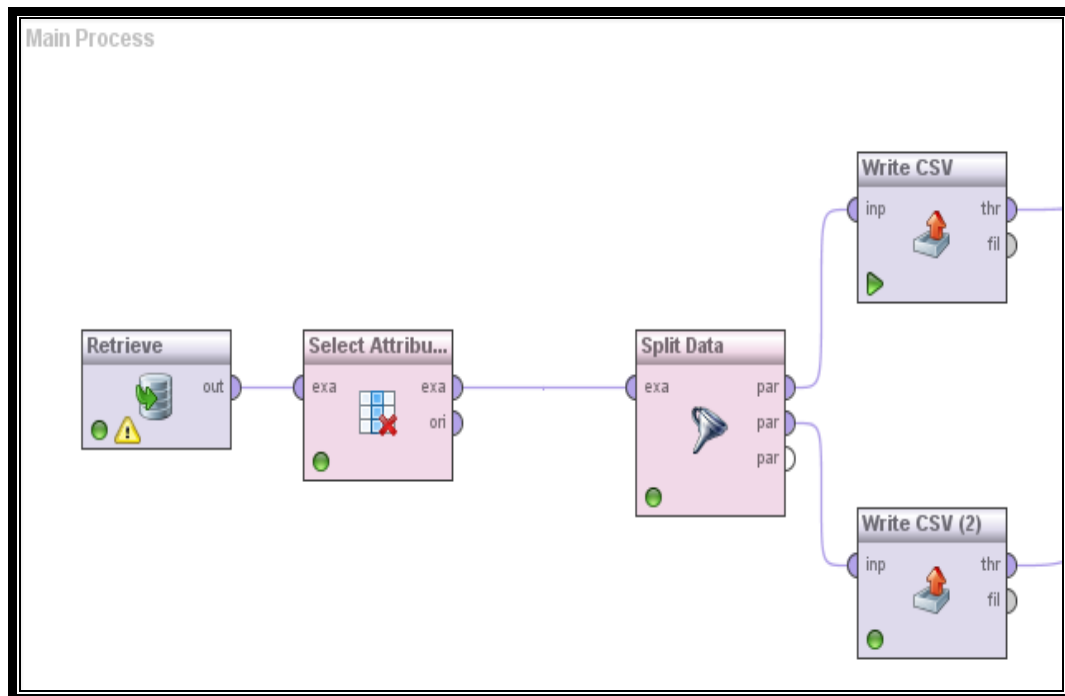 Main Process
Write CSV
inp thr
fil
Retrieve
out
Select Attribu...
exa exa
ori
Split Data
exa par
par
par
Write CSV (2)
inp thr
fil